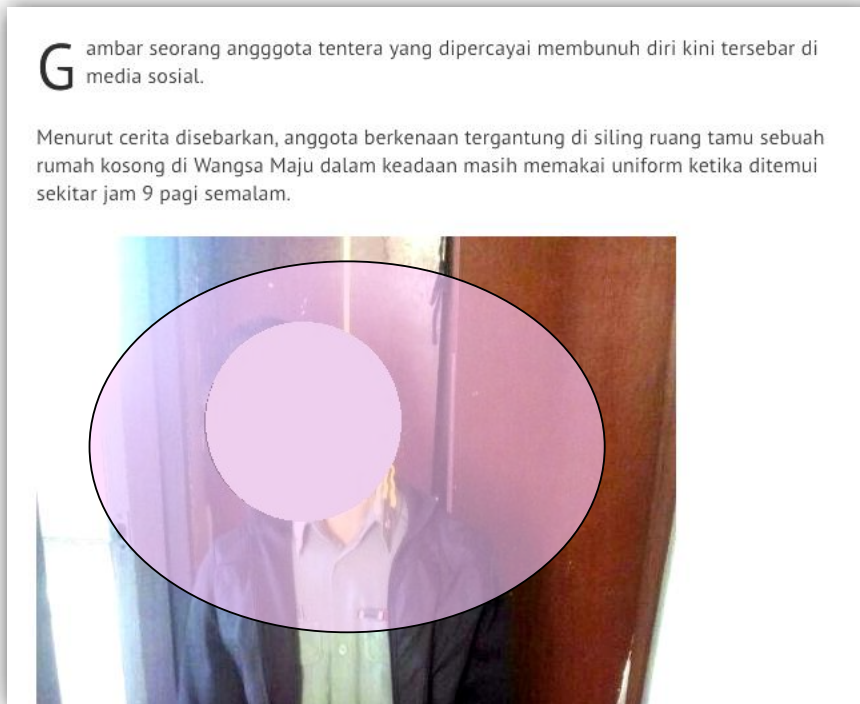 Gambar seorang angggota tentera yang dipercayai membunuh diri kini tersebar di
media sosial.
Menurut cerita disebarkan, anggota berkenaan tergantung di siling ruang tamu sebuah
rumah kosong di Wangsa Maju dalam keadaan masih memakai uniform ketika ditemui
sekitar jam 9 pagi semalam.